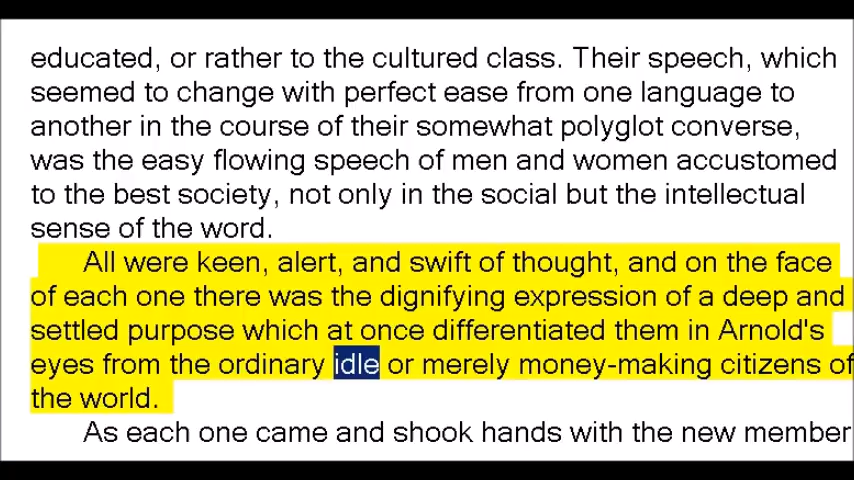 educated, or rather to the cultured class. Their speech, which
seemed to change with perfect ease from one language to
another in the course of their somewhat polyglot converse,
was the easy flowing speech of men and women accustomed
to the best society, not only in the social but the intellectual
sense of the word.
All were keen, alert, and swift of thought, and on the face
of each one there was the dignifying expression of a deep and
settled purpose which at once differentiated them in Arnold's
eyes from the ordinary idle or merely money-making citizens of
the world.
As each one came and shook hands with the new member